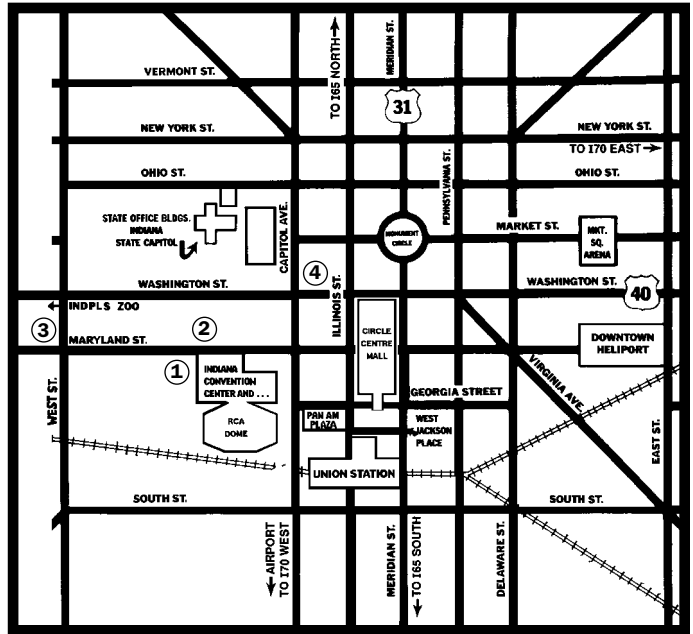 TO I65 NORTH
MERIDIAN ST.
VERMONT ST.
31
NEW YORK ST.
NEW YORK ST.
TO I70 EAST
OHIO ST.
OHIO ST.
PENNSYLVANIA ST.
STATE OFFICE BLDGS.
INDIANA
STATE CAPITOL
CAPITOL AVE.
MONUMENT
CIRCLE
MARKET ST.
MKT.
SQ.
ARENA
4
WASHINGTON ST.
WASHINGTON ST.
40
INDPLS ZOO
ILLINOIS ST.
3
MARYLAND ST.
2
CIRCLE
CENTRE
MALL
DOWNTOWN
HELIPORT
1
INDIANA
CONVENTION
CENTER AND . . .
VIRGINIA AVE.
WEST ST.
GEORGIA STREET
RCA
DOME
PAN AM
PLAZA
WEST
JACKSON
PLACE
EAST ST.
UNION STATION
SOUTH ST.
SOUTH ST.
AIRPORT
TO I70 WEST
MERIDIAN ST.
TO I65 SOUTH
DELAWARE ST.